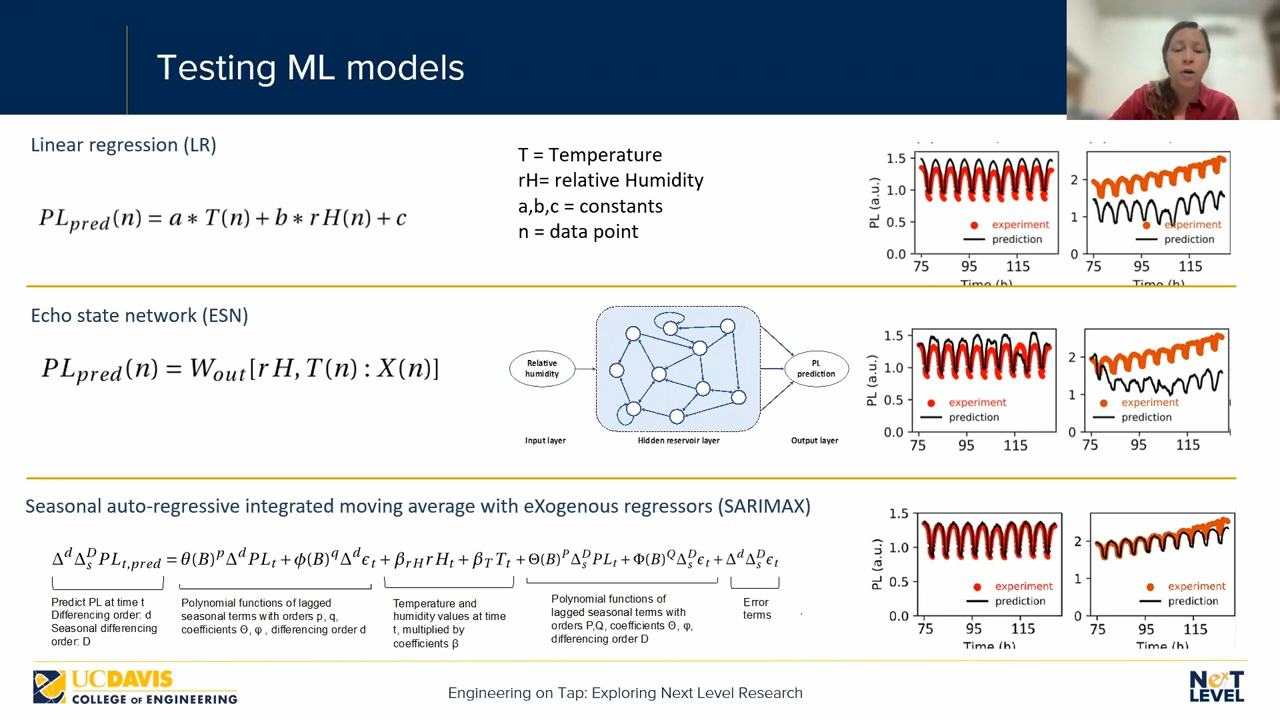 Testing ML models
Linear regression (LR)
PL_pred(n) = a * T(n) + b * rH(n) + c
T = Temperature
rH= relative Humidity
a,b,c = constants
n = data point
PL (a.u.)
1.5
1.0
0.5
0.0
75 95 115
Time (h)
experiment
prediction
2
1
0
75 95 115
Time (h)
experiment
prediction
Echo state network (ESN)
PL_pred(n) = W_out[rH, T(n) : X(n)]
Relative
humidity
PL
prediction
Input layer
Hidden reservoir layer
Output layer
PL (a.u.)
1.5
1.0
0.5
0.0
75 95 115
experiment
prediction
2
1
0
75 95 115
experiment
prediction
Seasonal auto-regressive integrated moving average with eXogenous regressors (SARIMAX)
Δ^d Δ_s^D PL_t,pred = θ(B)^p Δ^d PL_t + ϕ(B)^q Δ^d ϵ_t + β_rH rH_t + β_T T_t + Θ(B)^P Δ_s^D PL_t + Φ(B)^Q Δ_s^D ϵ_t + Δ^d Δ_s^D ϵ_t
Predict PL at time t
Differencing order: d
Seasonal differencing
order: D
Polynomial functions of lagged
seasonal terms with orders p, q,
coefficients Θ, φ , differencing order d
Temperature and
humidity values at time
t, multiplied by
coefficients β
Polynomial functions of
lagged seasonal terms with
orders P,Q, coefficients Θ, φ,
differencing order D
Error
terms
PL (a.u.)
1.5
1.0
0.5
0.0
75 95 115
Time (h)
experiment
prediction
2
1
0
75 95 115
Time (h)
experiment
prediction
UCDAVIS
COLLEGE OF ENGINEERING
Engineering on Tap: Exploring Next Level Research
NeXT
LEVEL